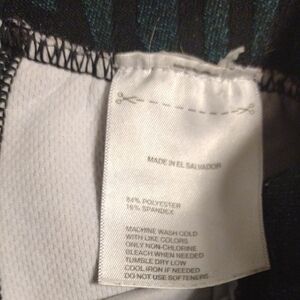 MADE IN EL SALVADOR
84% POLYESTER
16% SPANDEX
MACHINE WASH COLD
WITH LIKE COLORS
ONLY NON-CHLORINE
BLEACH WHEN NEEDED
TUMBLE DRY LOW
COOL IRON IF NEEDED
DO NOT USE SOFTENERS